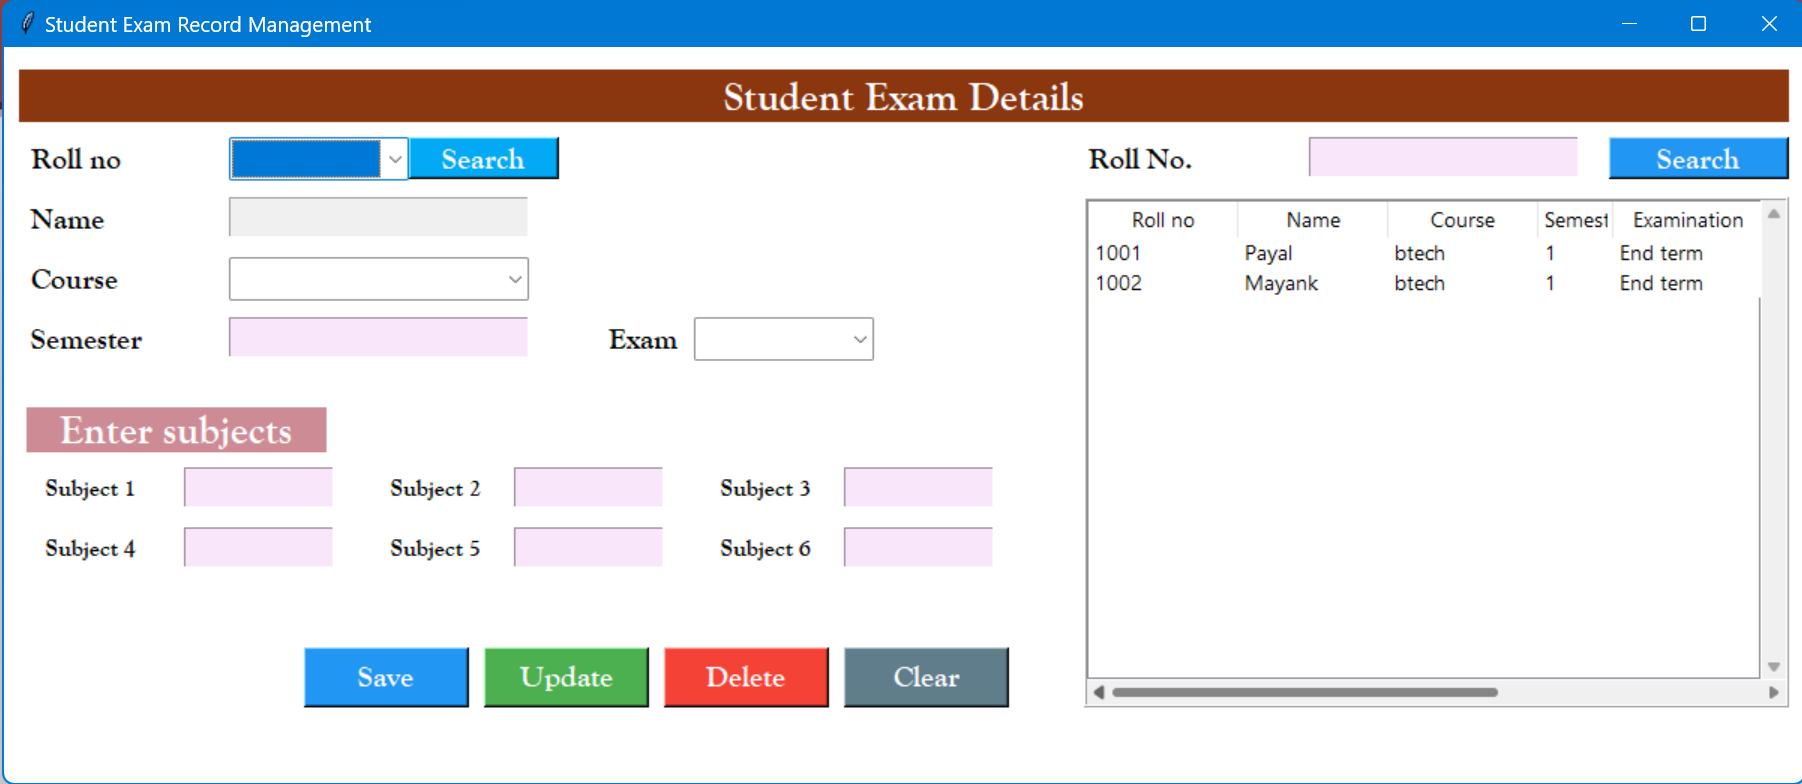 Student Exam Record Management
Student Exam Details
Roll no Search
Name
Course
Semester Exam
Enter subjects
Subject 1 Subject 2 Subject 3
Subject 4 Subject 5 Subject 6
Save Update Delete Clear
Roll No. Search
Roll no Name Course Semest Examination
1001 Payal btech 1 End term
1002 Mayank btech 1 End term